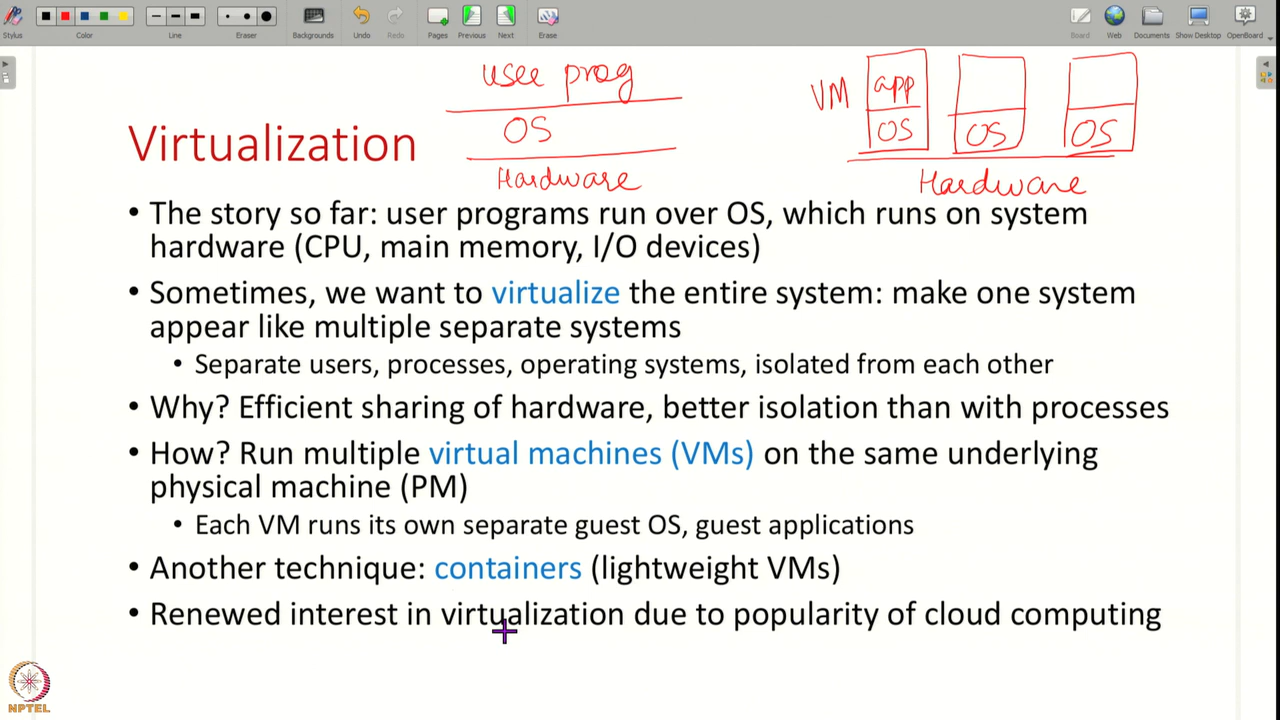 Stylus
Color
Line
Eraser
Backgrounds
Undo
Redo
Pages
Previous
Next
Erase
Board
Web
Documents
Show Desktop
OpenBoard
user prog
OS
Hardware
VM
app
OS
OS
OS
Hardware
Virtualization
• The story so far: user programs run over OS, which runs on system
hardware (CPU, main memory, I/O devices)
• Sometimes, we want to virtualize the entire system: make one system
appear like multiple separate systems
• Separate users, processes, operating systems, isolated from each other
• Why? Efficient sharing of hardware, better isolation than with processes
• How? Run multiple virtual machines (VMs) on the same underlying
physical machine (PM)
• Each VM runs its own separate guest OS, guest applications
• Another technique: containers (lightweight VMs)
• Renewed interest in virtualization due to popularity of cloud computing
NPTEL